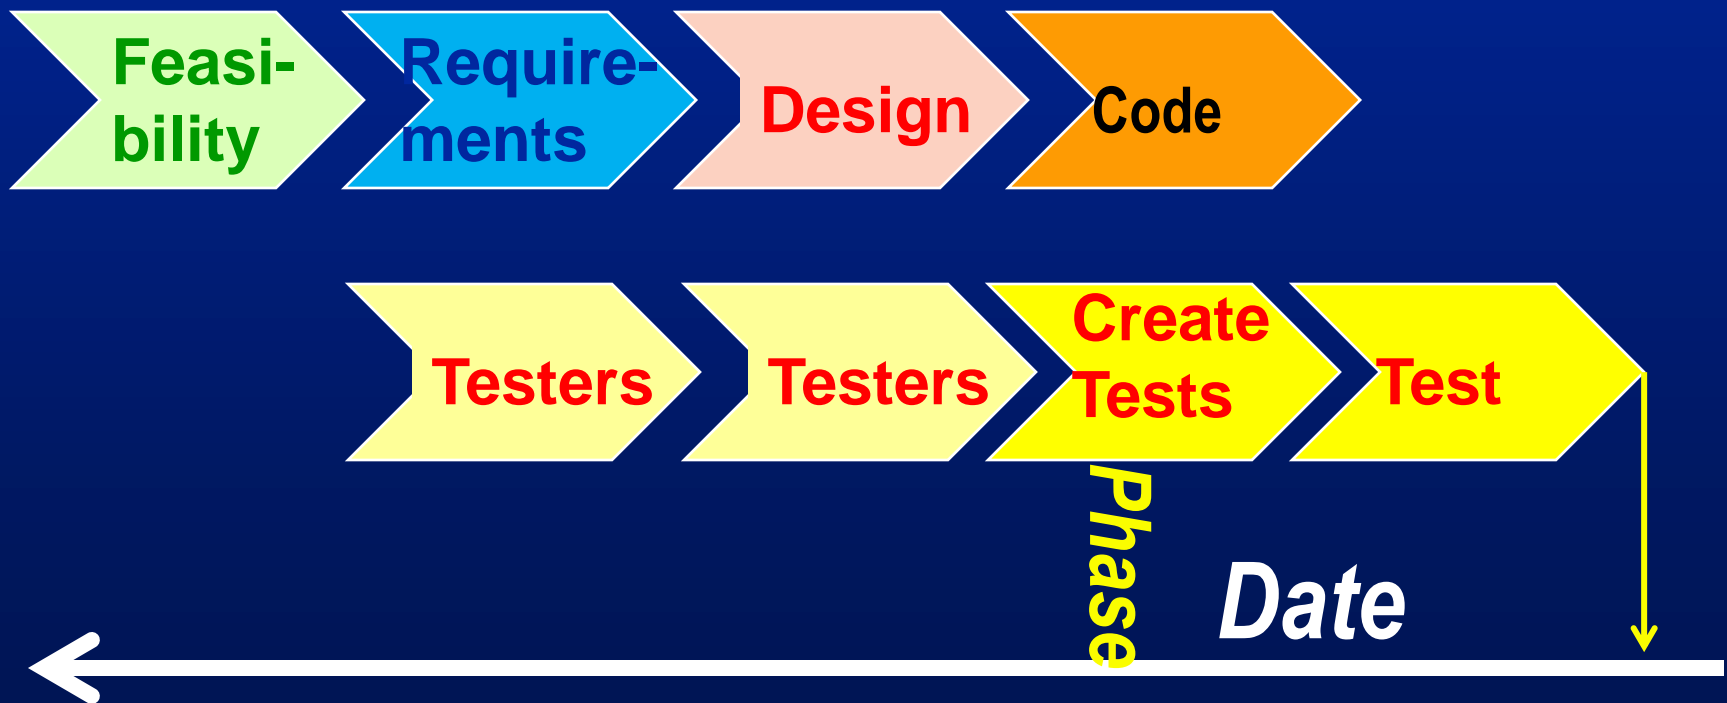 Feasi-
bility
Require-
ments
Design
Code
Testers
Testers
Create
Tests
Test
Phase
Date